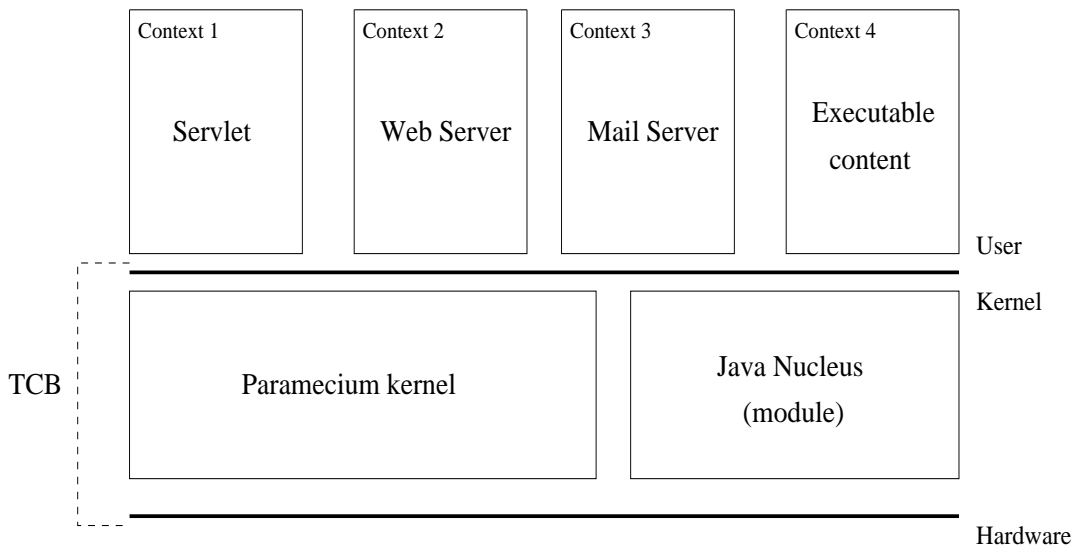 Context 1
Servlet
Context 2
Web Server
Context 3
Mail Server
Context 4
Executable
content
User
Kernel
TCB
Paramecium kernel
Java Nucleus
(module)
Hardware